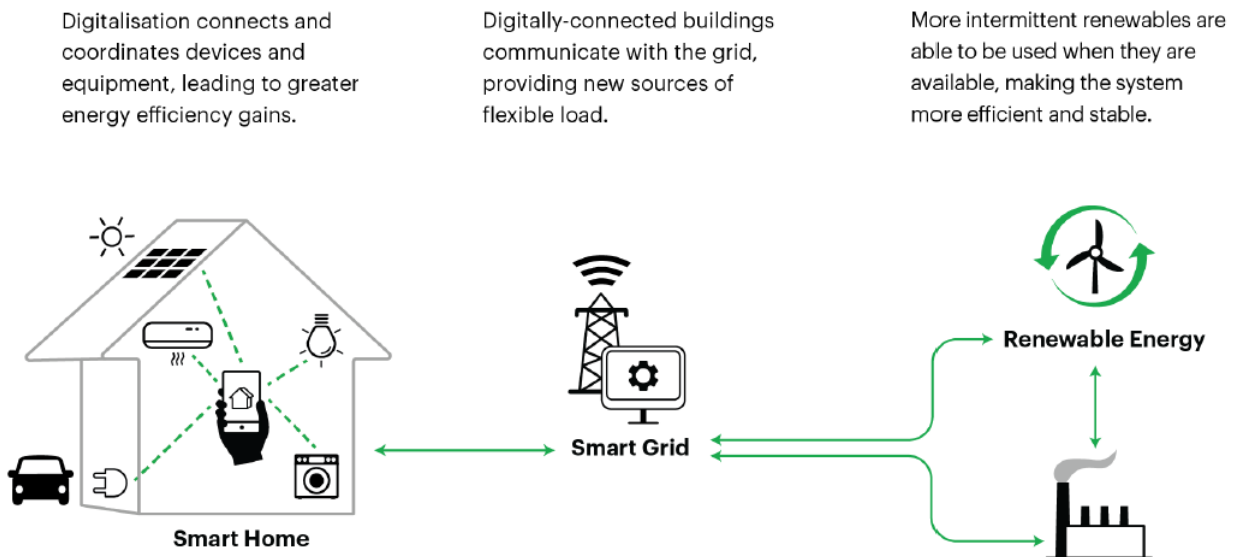 Digitalisation connects and
coordinates devices and
equipment, leading to greater
energy efficiency gains.
Digitally-connected buildings
communicate with the grid,
providing new sources of
flexible load.
More intermittent renewables are
able to be used when they are
available, making the system
more efficient and stable.
Renewable Energy
Smart Grid
Smart Home